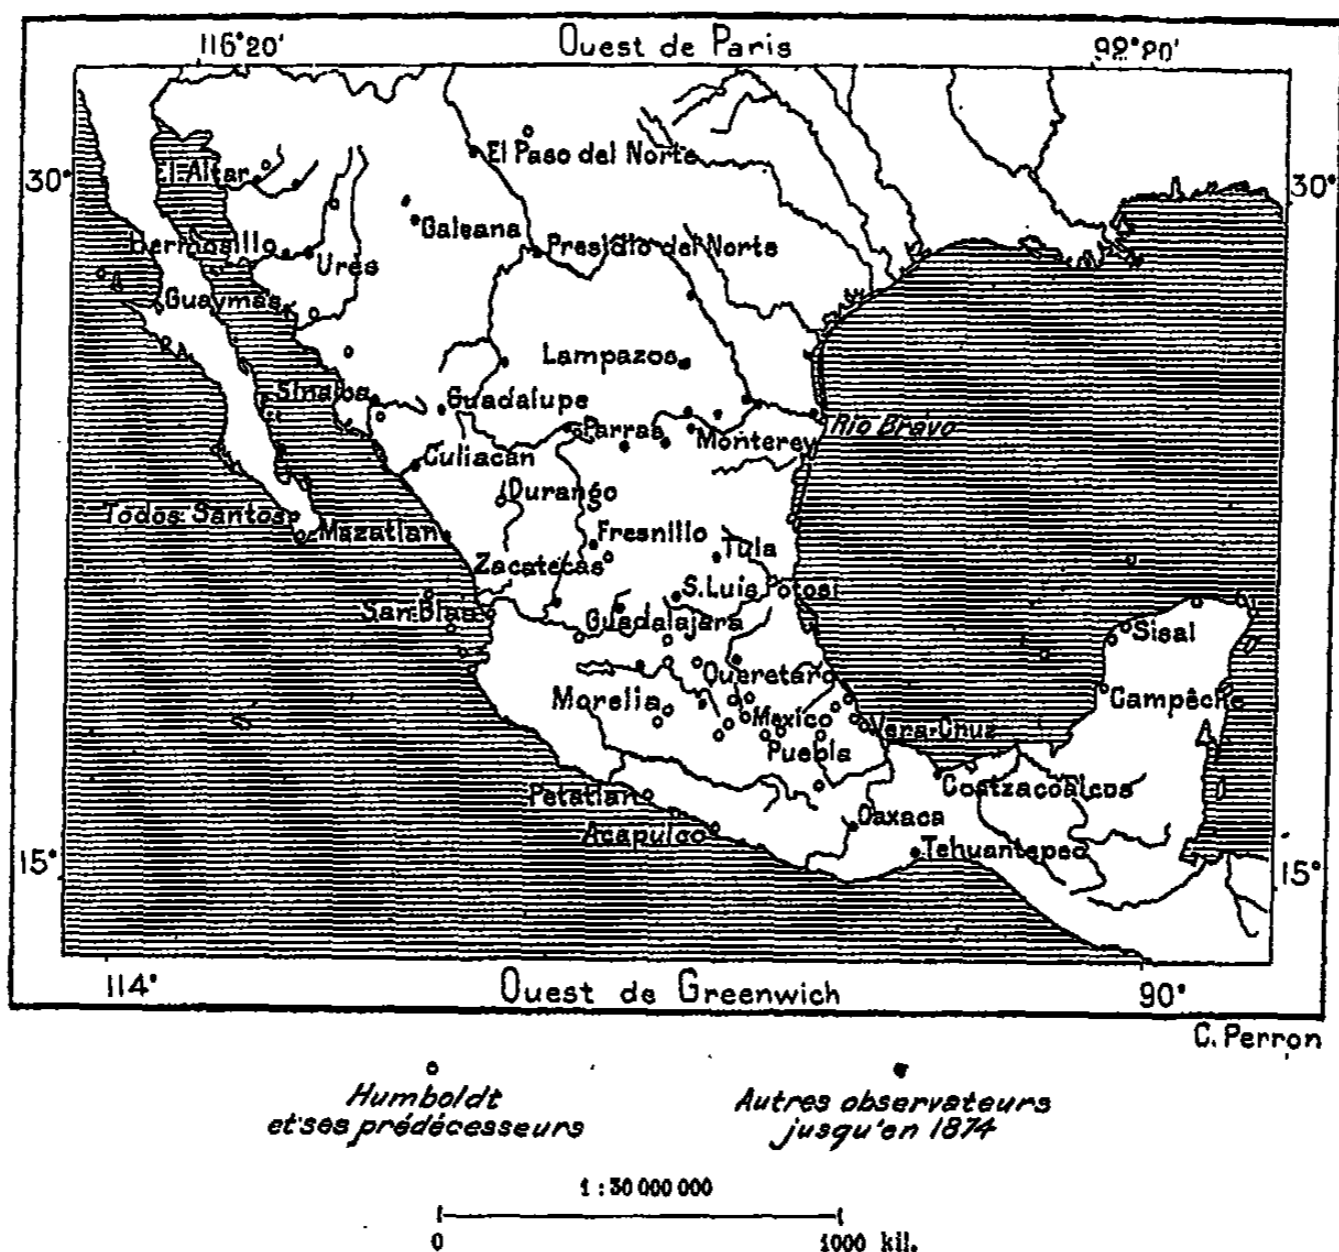 116°20'
Ouest de Paris
92°20'
30°
30°
El Paso del Norte
El-Altar
Galeana
Hermosillo
Ures
Presidio del Norte
Guaymas
Lampazos
Sinaloa
Guadalupe
Parras
Monterey
Rio Bravo
Culiacan
Durango
Todos Santos
Mazatlan
Fresnillo
Tula
Zacatecas
S. Luis Potosi
San-Blas
Guadalajara
Sisal
Queretaro
Morelia
Campêche
Mexico
Vera-Cruz
Puebla
Petatlan
Coatzacoalcos
Acapulco
Oaxaca
Tehuantepec
15°
15°
114°
Ouest de Greenwich
90°
C. Perron
Humboldt
et ses prédécesseurs
Autres observateurs
jusqu'en 1874
1 : 30 000 000
0
1000 kil.